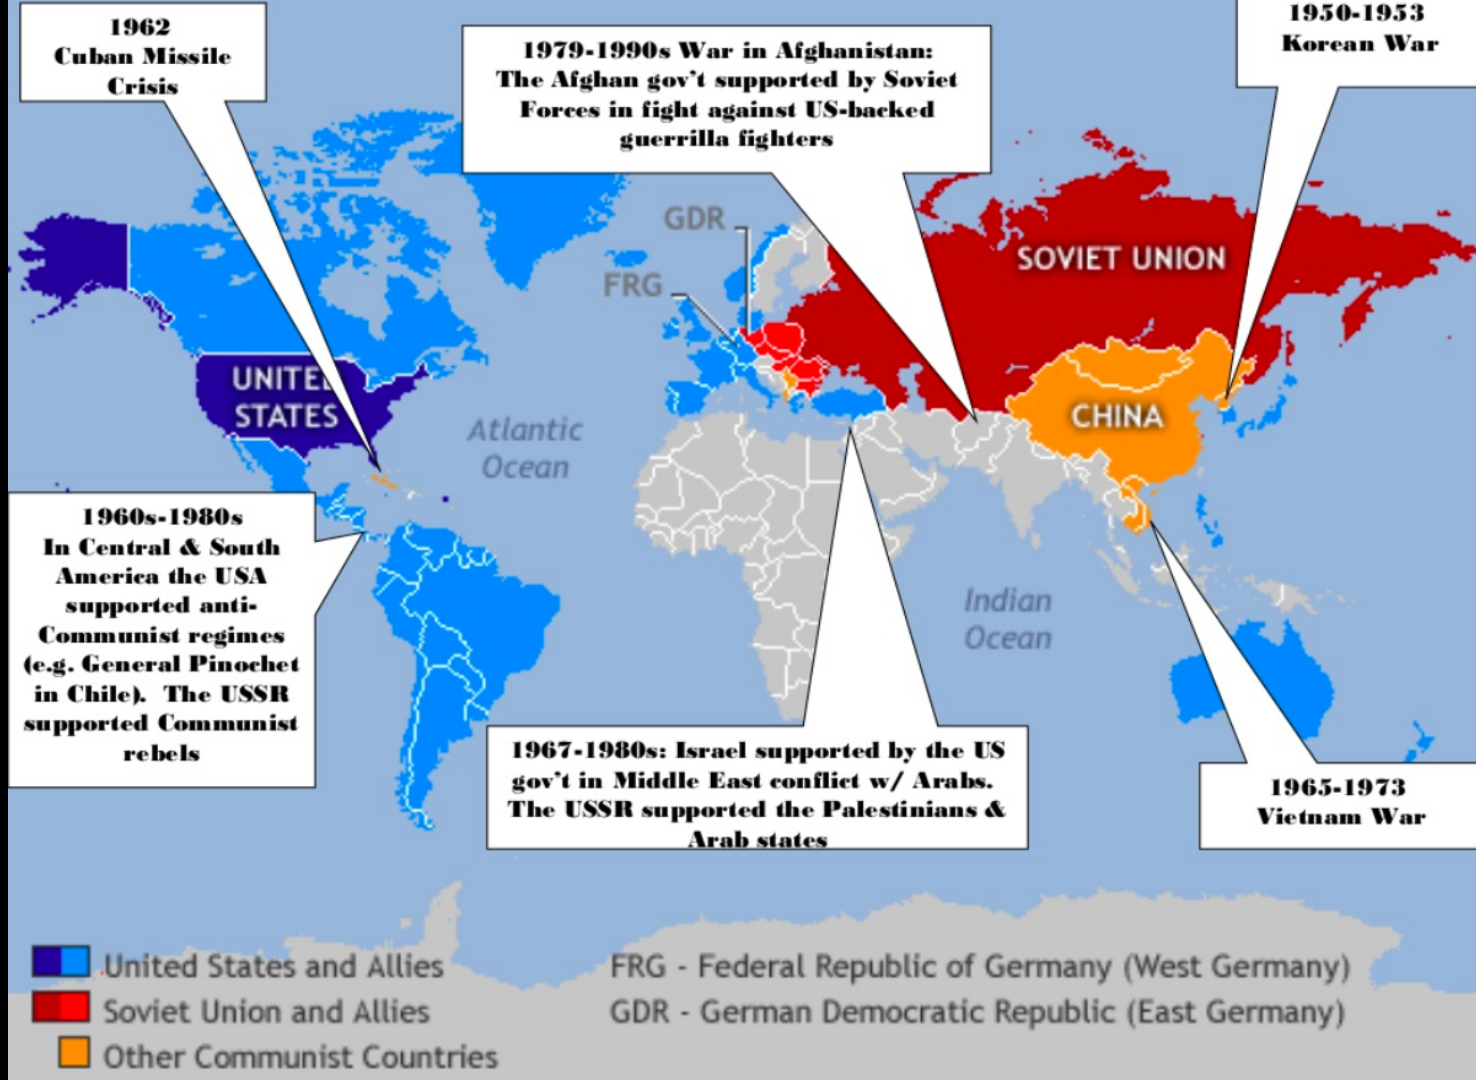 1962
Cuban Missile
Crisis
1979-1990s War in Afghanistan:
The Afghan gov't supported by Soviet
Forces in fight against US-backed
guerrilla fighters
1950-1953
Korean War
GDR
FRG
SOVIET UNION
UNITED
STATES
CHINA
Atlantic
Ocean
1960s-1980s
In Central & South
America the USA
supported anti-
Communist regimes
(e.g. General Pinochet
in Chile). The USSR
supported Communist
rebels
Indian
Ocean
1967-1980s: Israel supported by the US
gov't in Middle East conflict w/ Arabs.
The USSR supported the Palestinians &
Arab states
1965-1973
Vietnam War
United States and Allies
Soviet Union and Allies
Other Communist Countries
FRG - Federal Republic of Germany (West Germany)
GDR - German Democratic Republic (East Germany)